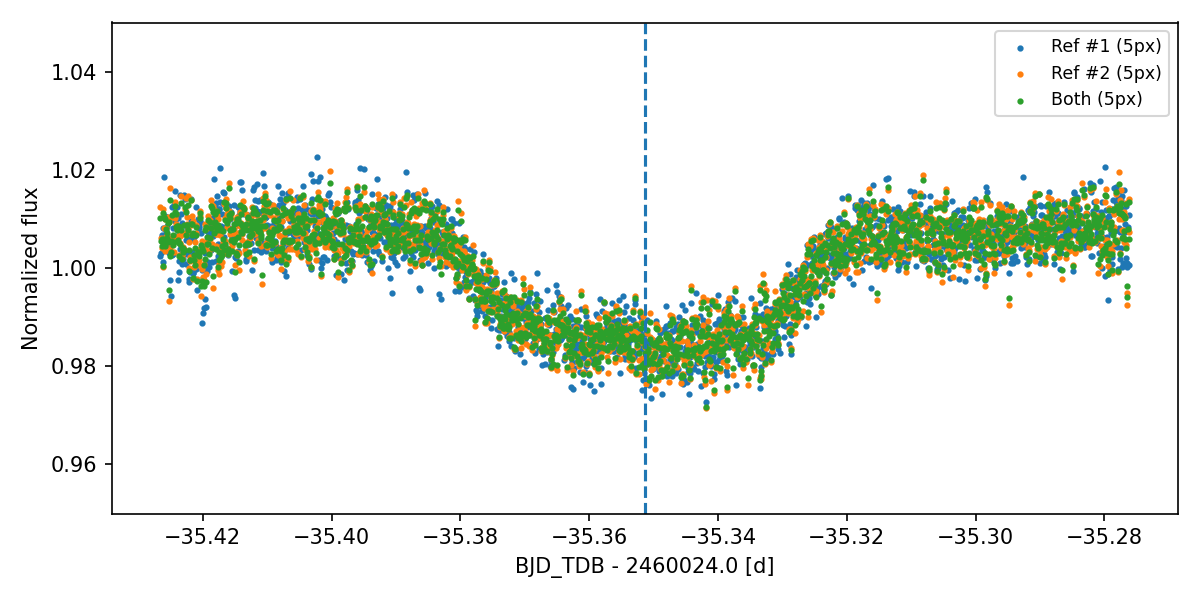 Ref #1 (5px)
Ref #2 (5px)
Both (5px)
Normalized flux
1.04
1.02
1.00
0.98
0.96
−35.42 −35.40 −35.38 −35.36 −35.34 −35.32 −35.30 −35.28
BJD_TDB - 2460024.0 [d]